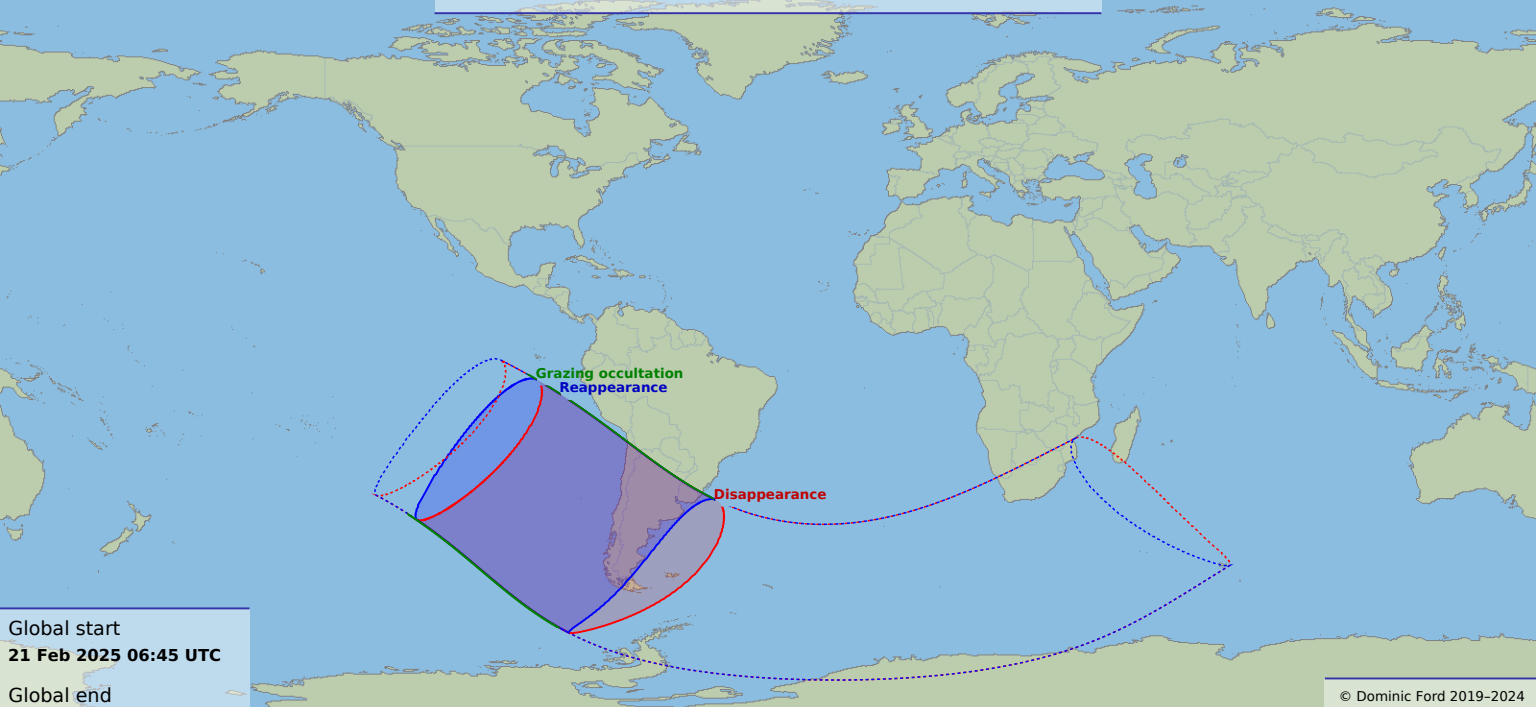 Grazing occultation
Reappearance
Disappearance
Global start
21 Feb 2025 06:45 UTC
Global end
© Dominic Ford 2019–2024